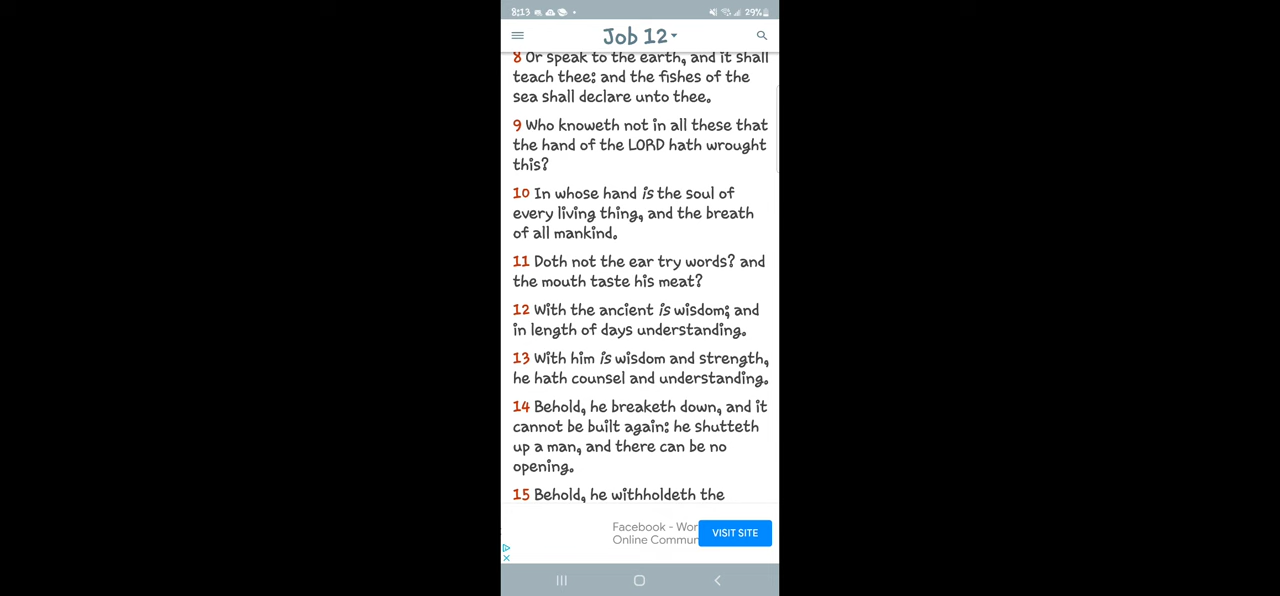 8:13
29%
Job 12
8 Or speak to the earth, and it shall
teach thee: and the fishes of the
sea shall declare unto thee.
9 Who knoweth not in all these that
the hand of the LORD hath wrought
this?
10 In whose hand is the soul of
every living thing, and the breath
of all mankind.
11 Doth not the ear try words? and
the mouth taste his meat?
12 With the ancient is wisdom; and
in length of days understanding.
13 With him is wisdom and strength,
he hath counsel and understanding.
14 Behold, he breaketh down, and it
cannot be built again: he shutteth
up a man, and there can be no
opening.
15 Behold, he withholdeth the
Facebook - Wor
Online Commun
VISIT SITE